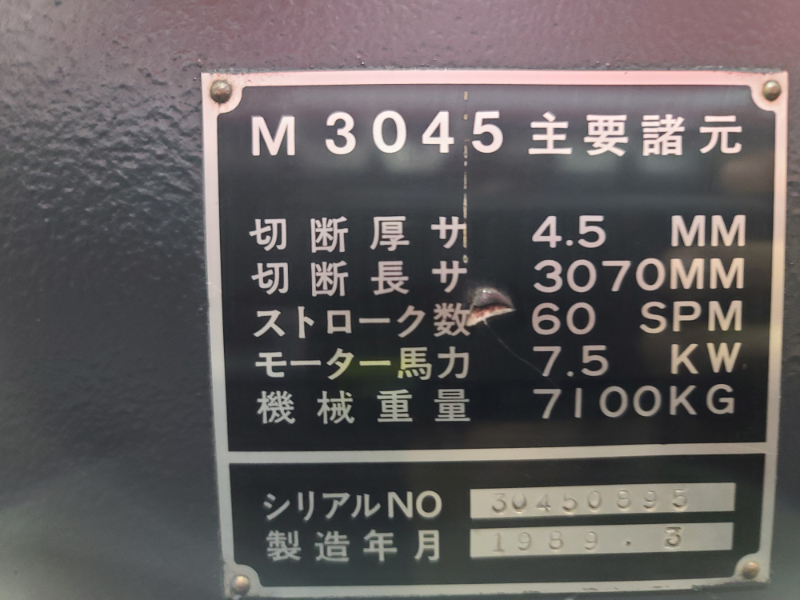 M 3045 主要諸元
切断厚サ 4.5 MM
切断長サ 3070MM
ストローク数 60 SPM
モーター馬力 7.5 KW
機械重量 7100KG
シリアルNO 30450895
製造年月 1989.3